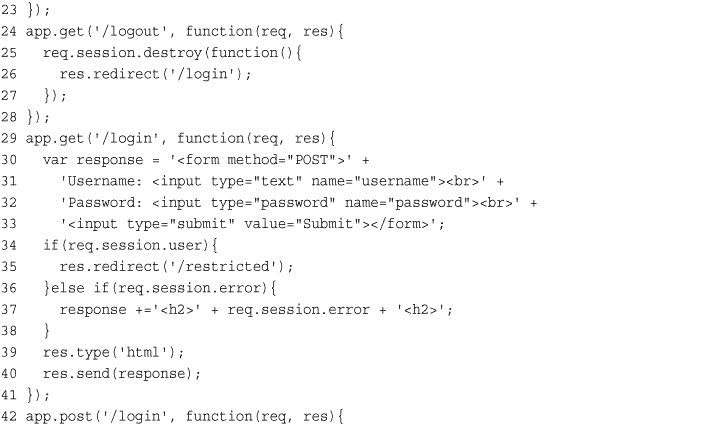 23 });
24 app.get('/logout', function(req, res){
25   req.session.destroy(function(){
26     res.redirect('/login');
27   });
28 });
29 app.get('/login', function(req, res){
30   var response = '<form method="POST">' +
31     'Username: <input type="text" name="username"><br>' +
32     'Password: <input type="password" name="password"><br>' +
33     '<input type="submit" value="Submit"></form>';
34   if(req.session.user){
35     res.redirect('/restricted');
36   }else if(req.session.error){
37     response +='<h2>' + req.session.error + '<h2>';
38   }
39   res.type('html');
40   res.send(response);
41 });
42 app.post('/login', function(req, res){